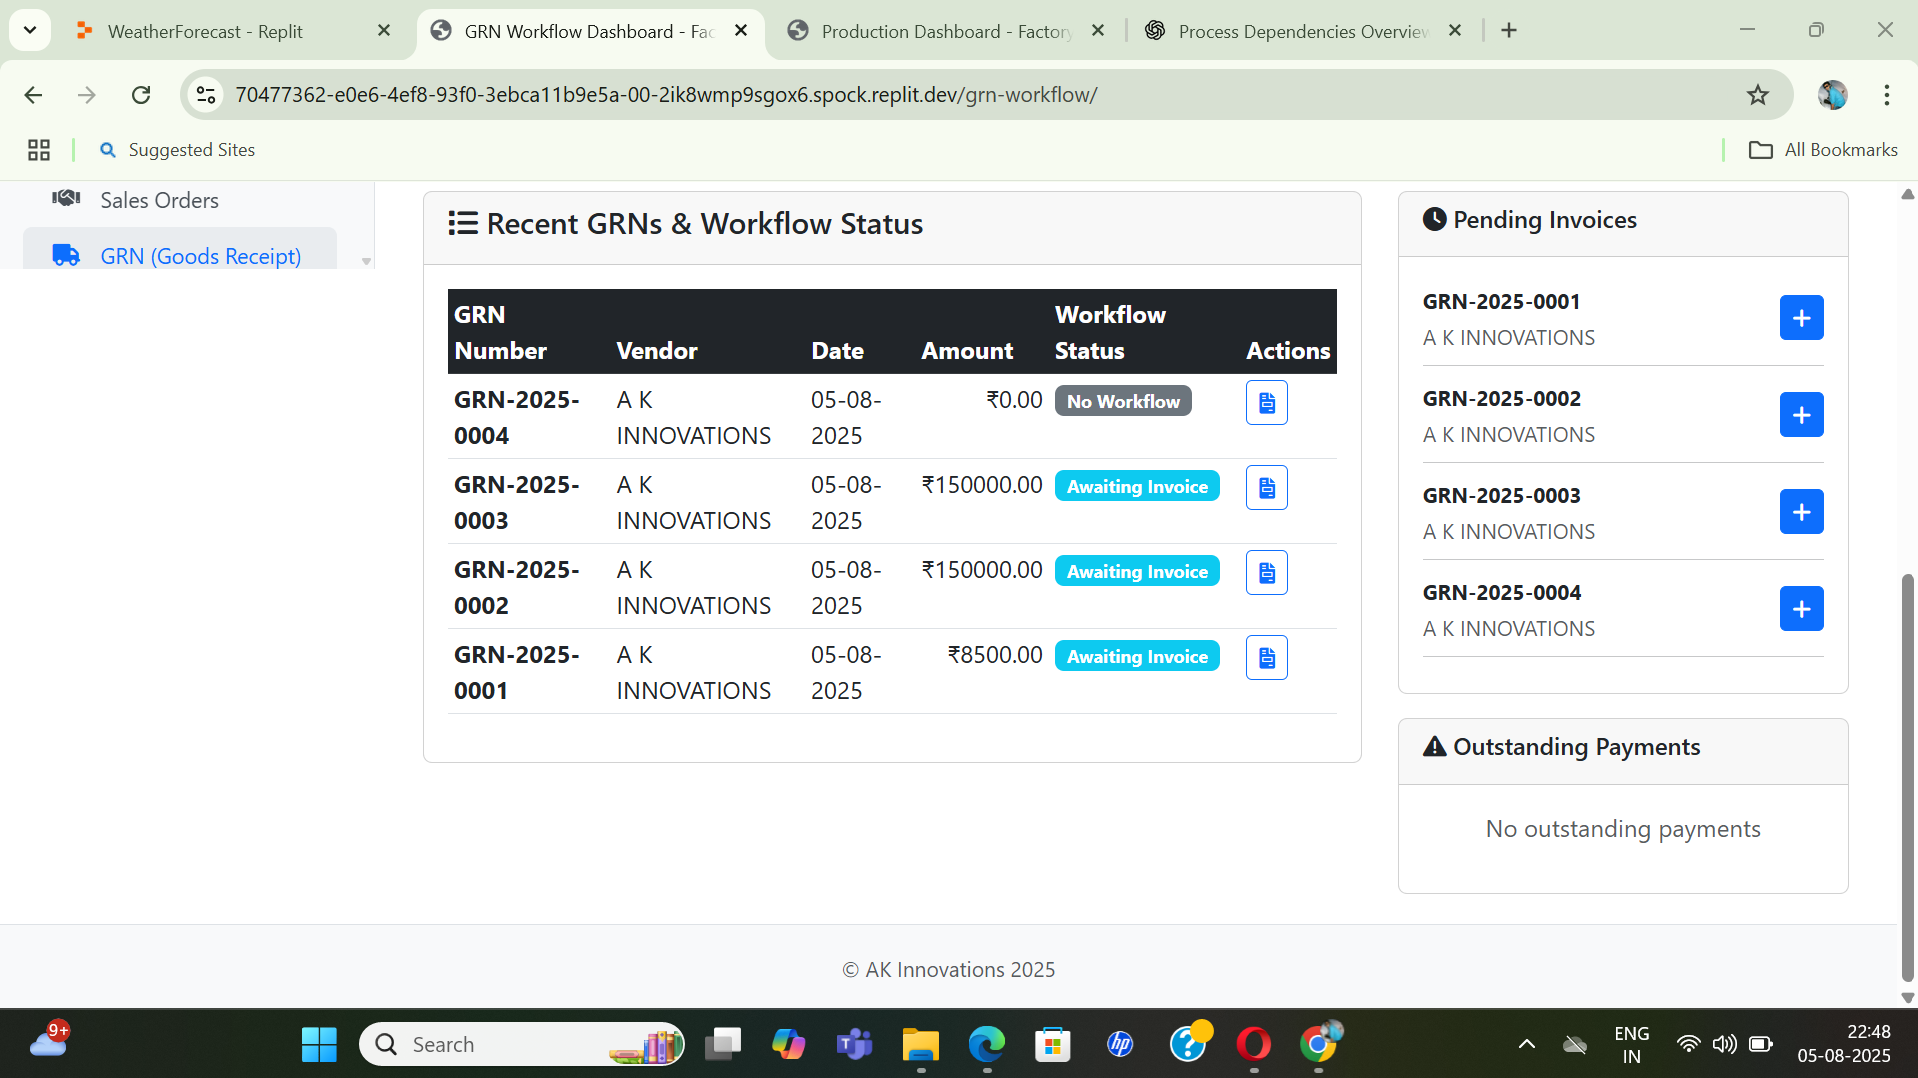 WeatherForecast - Replit
GRN Workflow Dashboard - Fac
Production Dashboard - Factory
Process Dependencies Overview
70477362-e0e6-4ef8-93f0-3ebca11b9e5a-00-2ik8wmp9sgox6.spock.replit.dev/grn-workflow/
Suggested Sites
All Bookmarks
Sales Orders
GRN (Goods Receipt)
Recent GRNs & Workflow Status
GRN Number Vendor Date Amount Workflow Status Actions
GRN-2025-0004 A K INNOVATIONS 05-08-2025 ₹0.00 No Workflow
GRN-2025-0003 A K INNOVATIONS 05-08-2025 ₹150000.00 Awaiting Invoice
GRN-2025-0002 A K INNOVATIONS 05-08-2025 ₹150000.00 Awaiting Invoice
GRN-2025-0001 A K INNOVATIONS 05-08-2025 ₹8500.00 Awaiting Invoice
Pending Invoices
GRN-2025-0001
A K INNOVATIONS
GRN-2025-0002
A K INNOVATIONS
GRN-2025-0003
A K INNOVATIONS
GRN-2025-0004
A K INNOVATIONS
Outstanding Payments
No outstanding payments
© AK Innovations 2025
9+
Search
hp
ENG
IN
22:48
05-08-2025